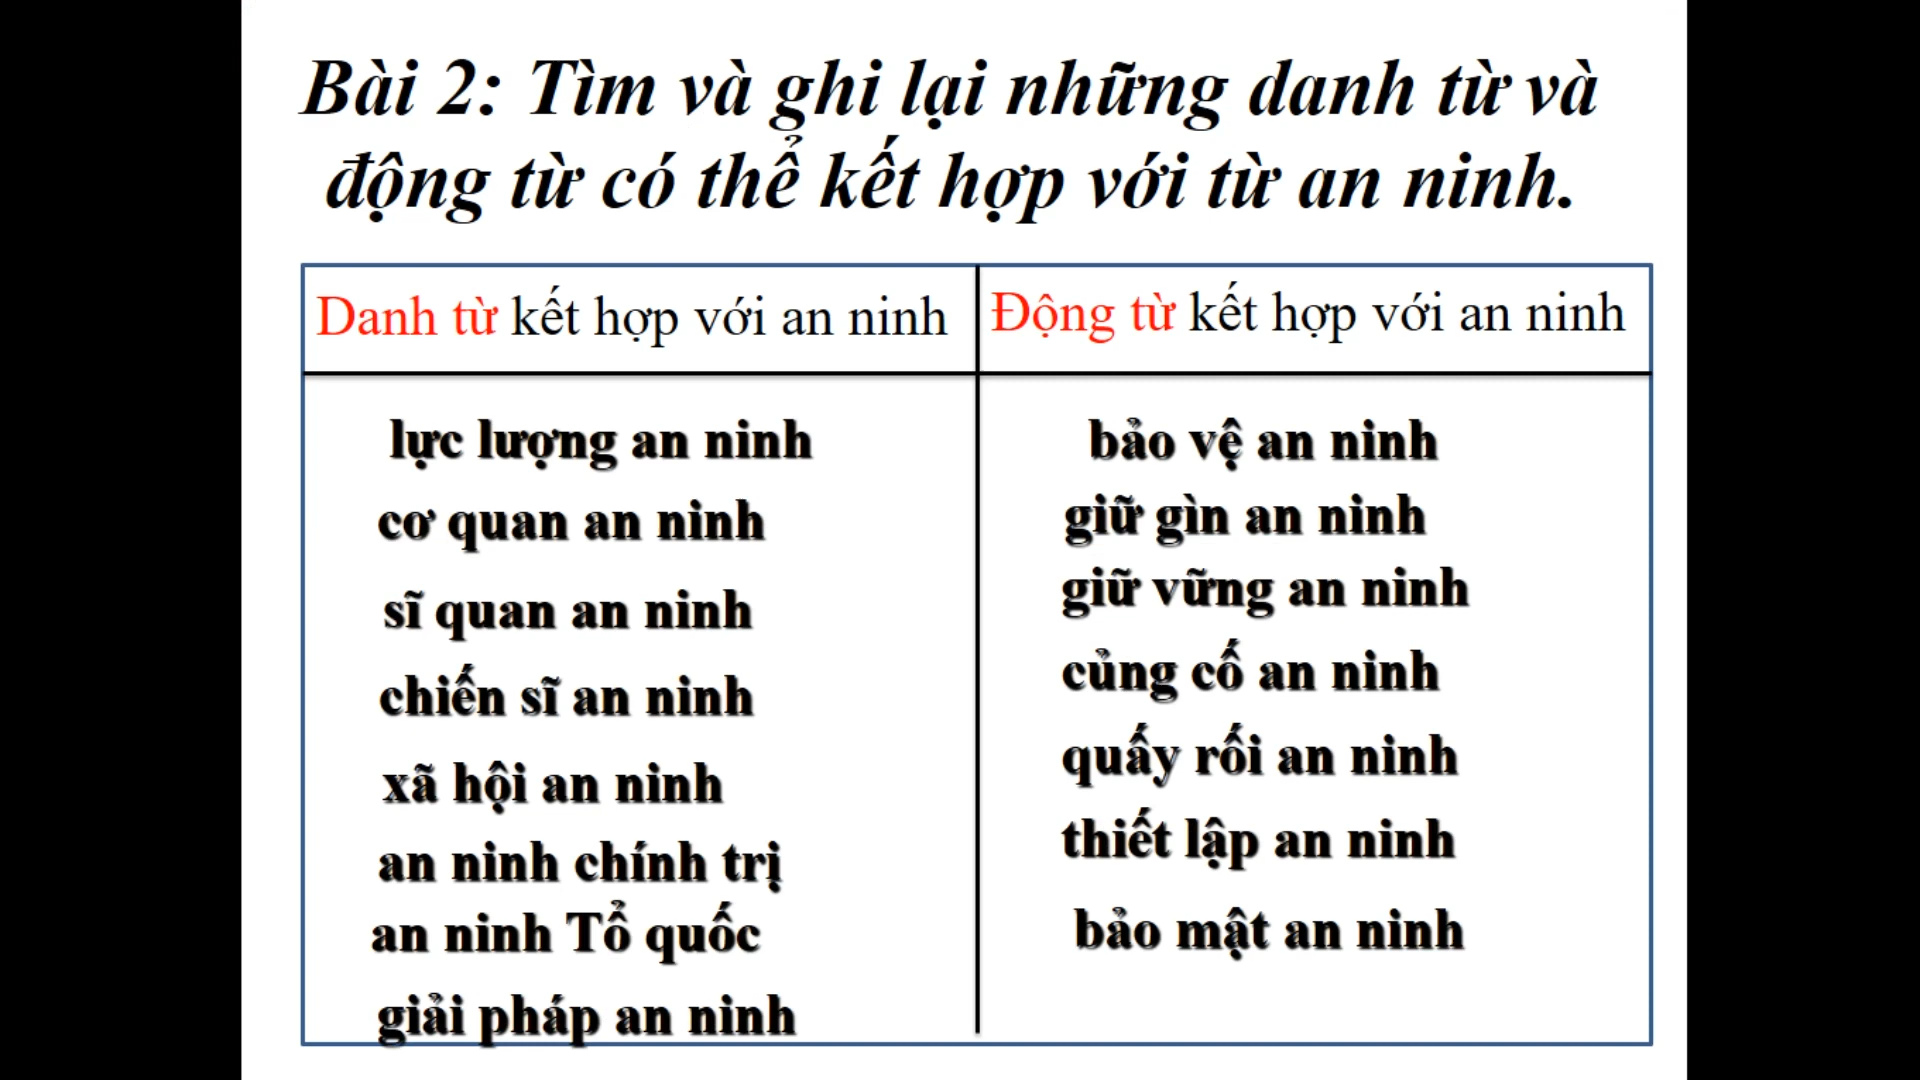 Bài 2: Tìm và ghi lại những danh từ và
động từ có thể kết hợp với từ an ninh.
Danh từ kết hợp với an ninh
Động từ kết hợp với an ninh
lực lượng an ninh
cơ quan an ninh
sĩ quan an ninh
chiến sĩ an ninh
xã hội an ninh
an ninh chính trị
an ninh Tổ quốc
giải pháp an ninh
bảo vệ an ninh
giữ gìn an ninh
giữ vững an ninh
củng cố an ninh
quấy rối an ninh
thiết lập an ninh
bảo mật an ninh